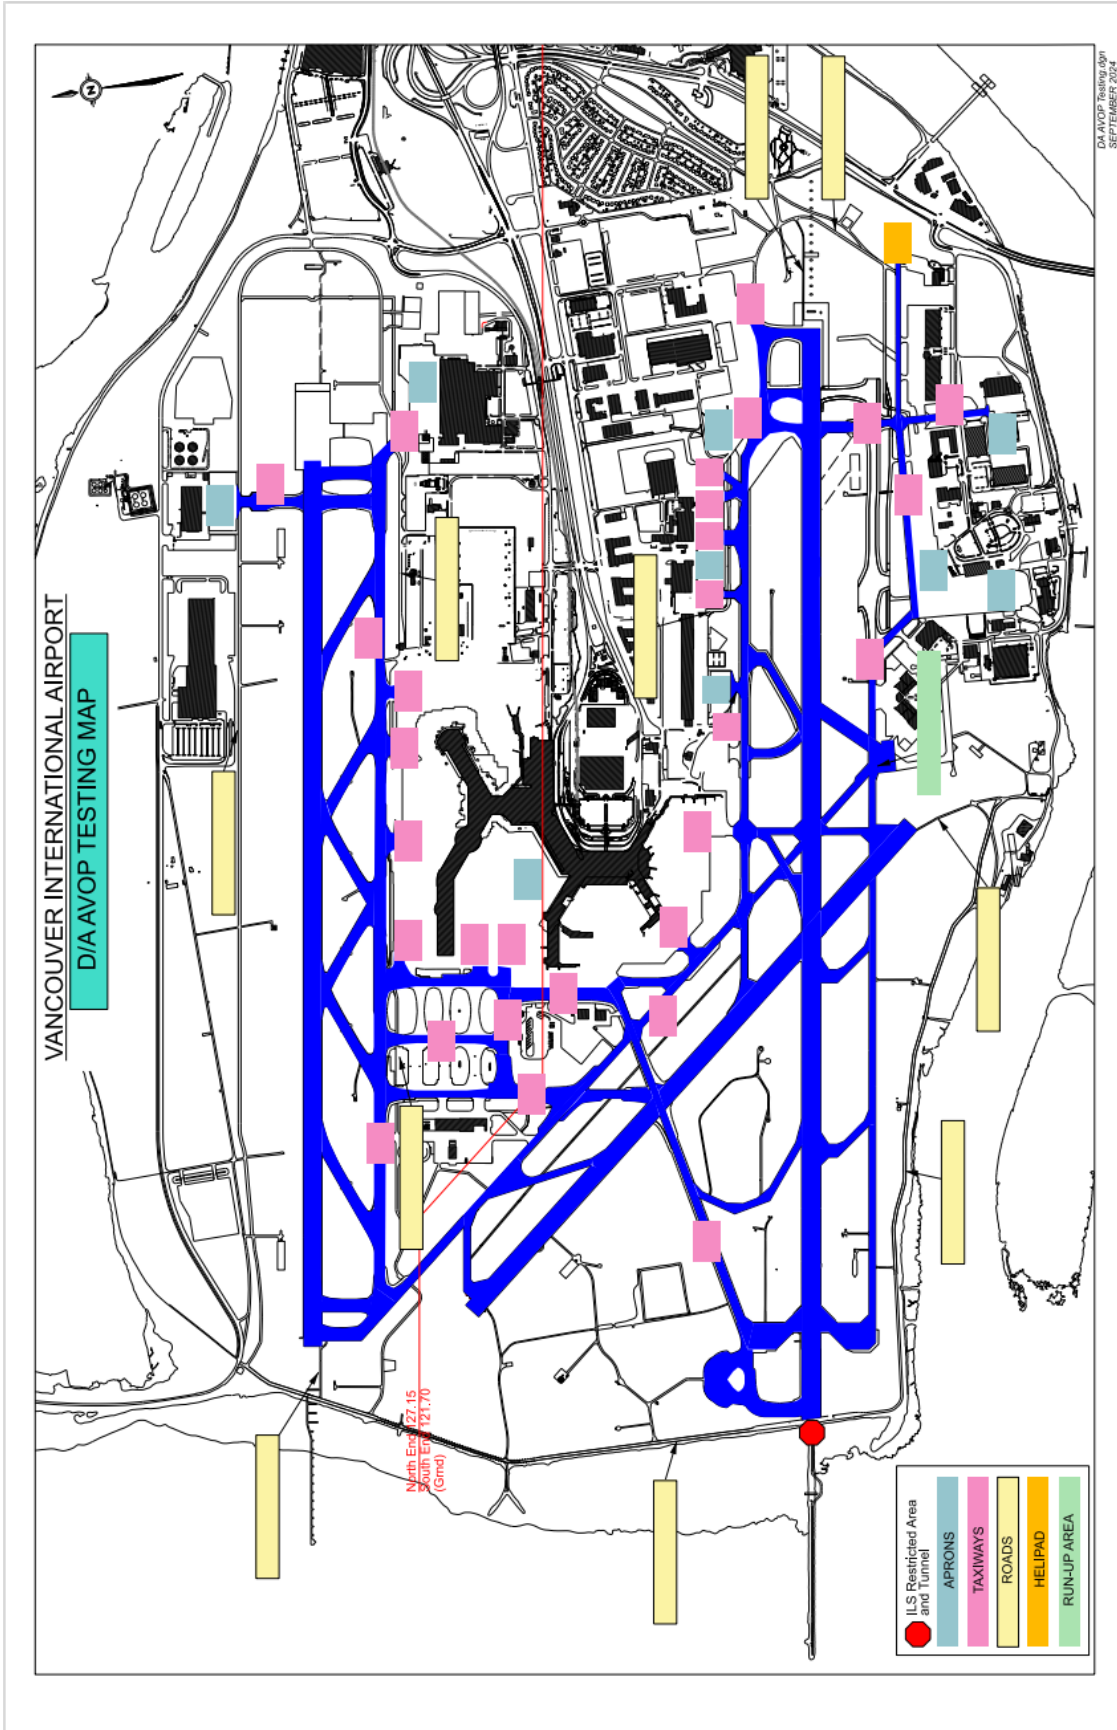 VANCOUVER INTERNATIONAL AIRPORT
D/A AVOP TESTING MAP
N
North End 127.15
South End 121.70
(Grnd)
ILS Restricted Area
and Tunnel
APRONS
TAXIWAYS
ROADS
HELIPAD
RUN-UP AREA
DA AVOP Testing.dgn
SEPTEMBER 2024